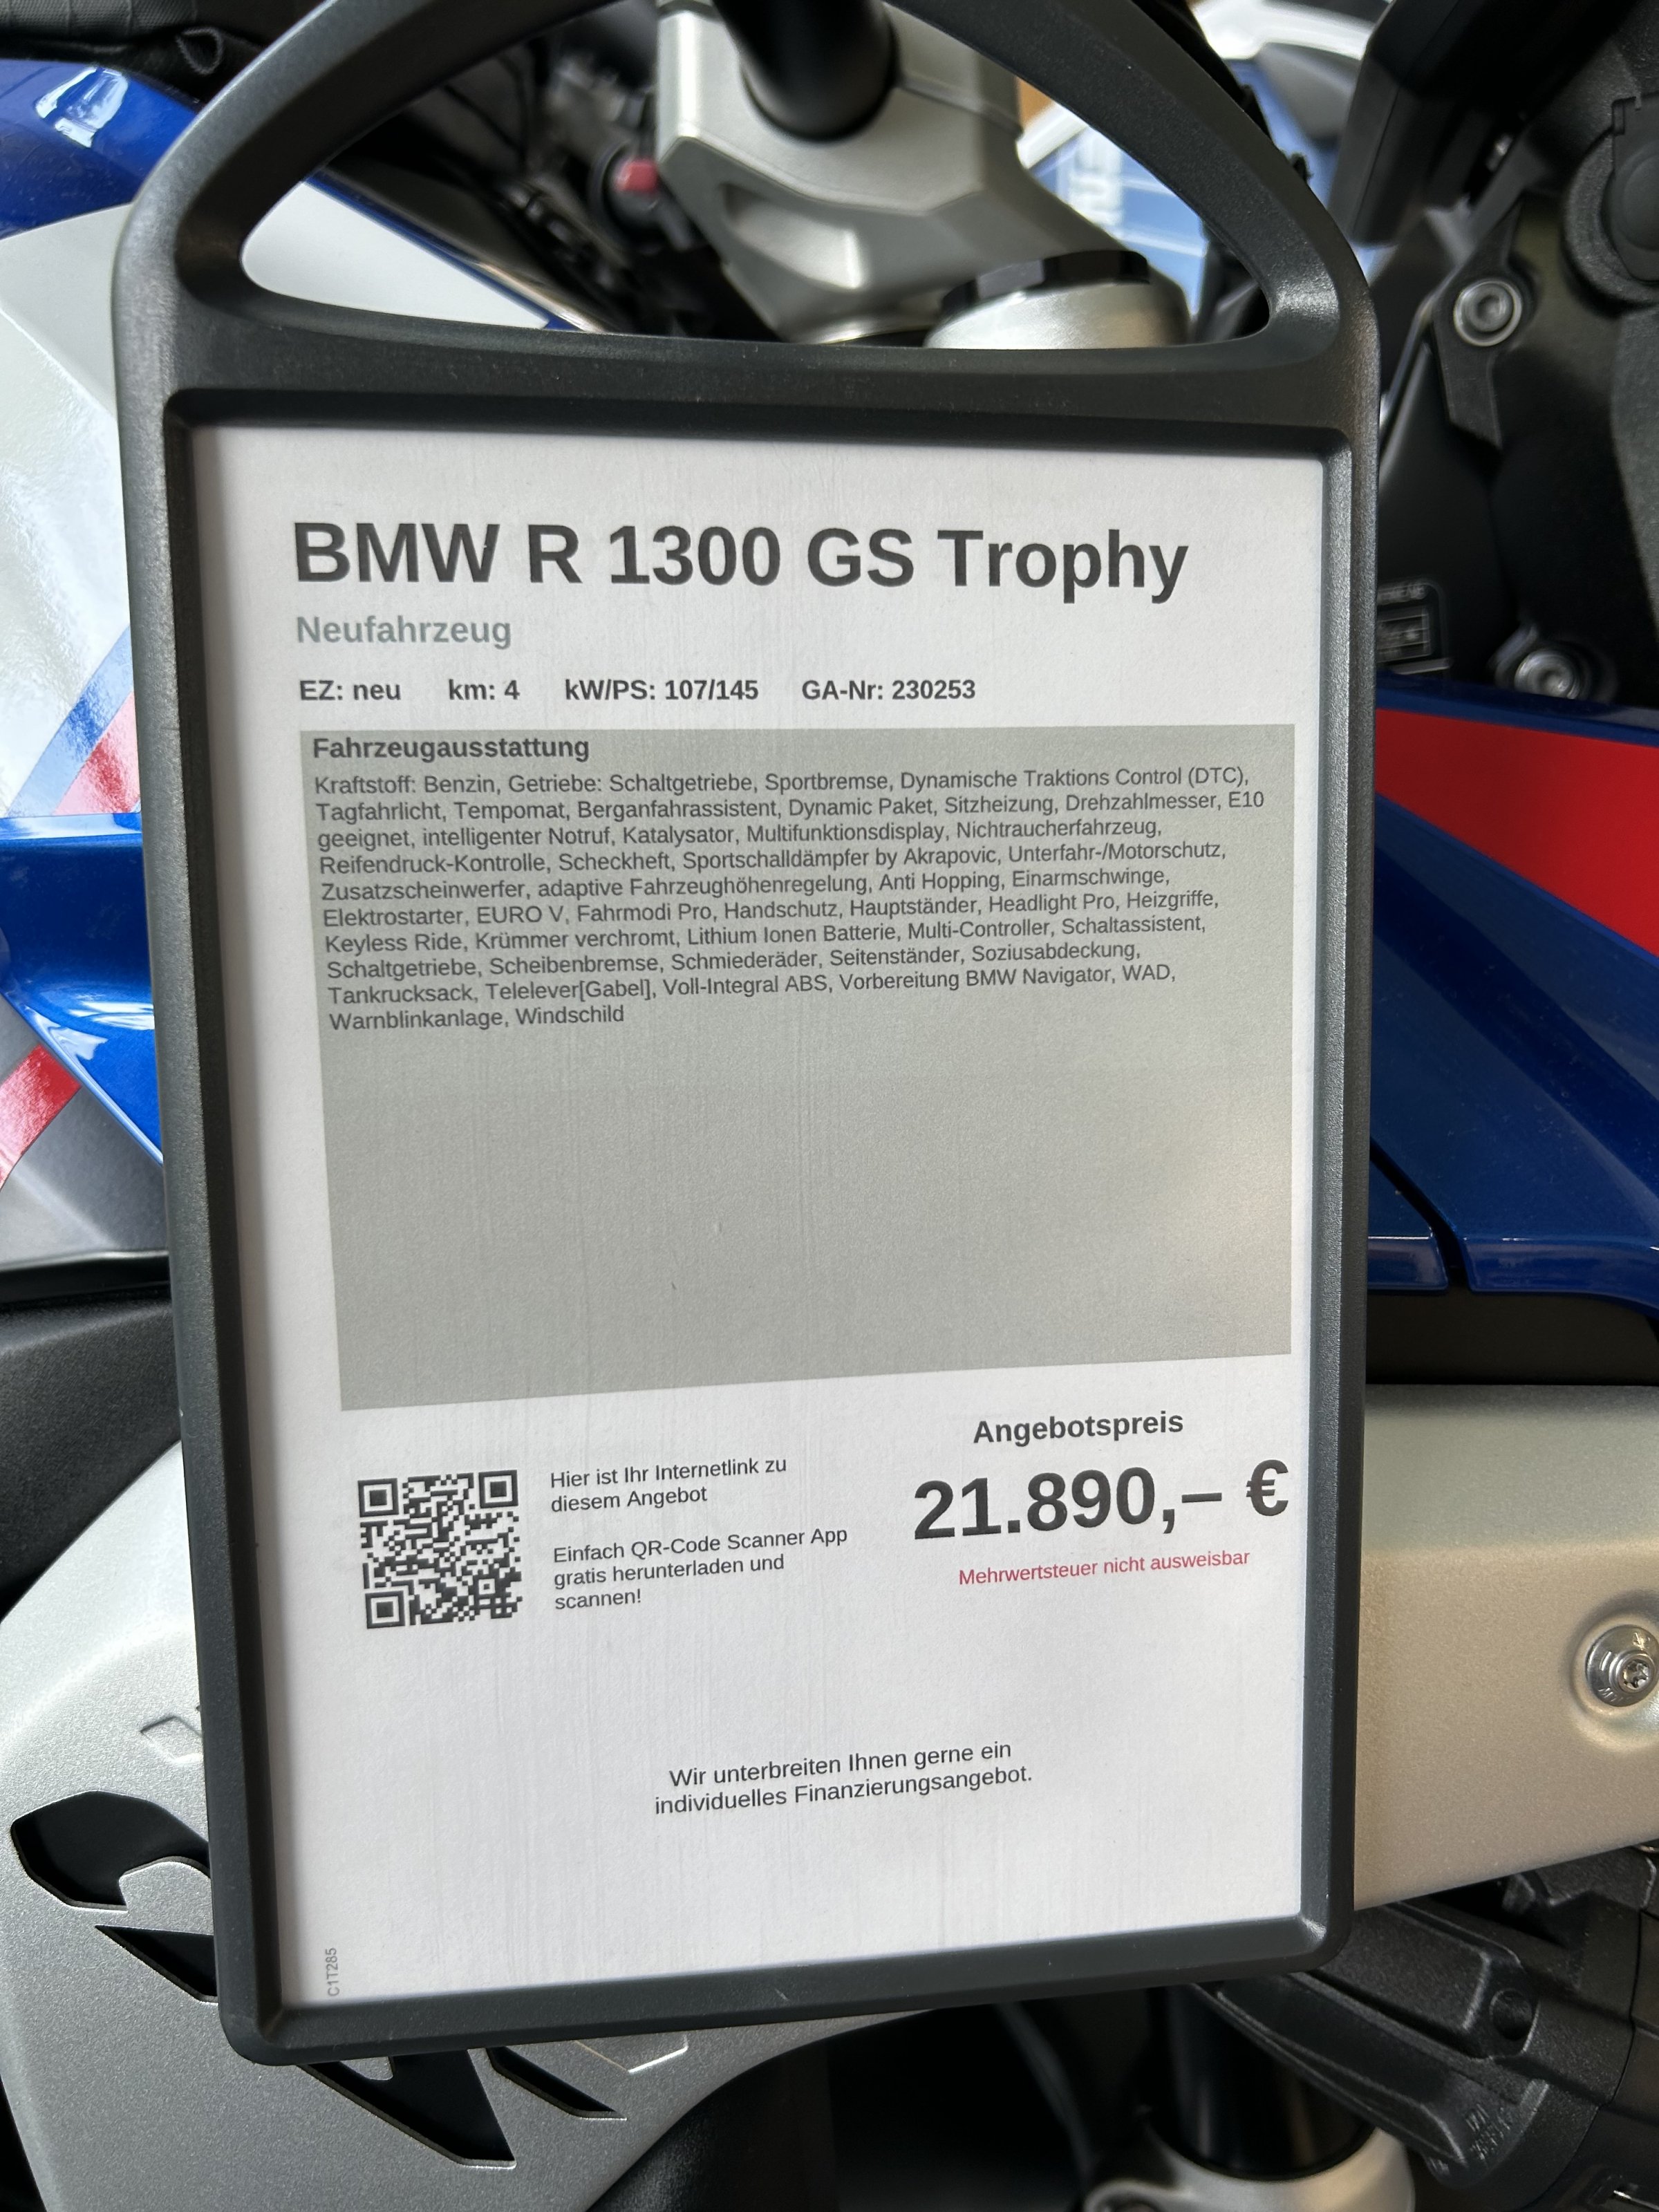 BMW R 1300 GS Trophy
Neufahrzeug
EZ: neu km: 4 kW/PS: 107/145 GA-Nr: 230253
Fahrzeugausstattung
Kraftstoff: Benzin, Getriebe: Schaltgetriebe, Sportbremse, Dynamische Traktions Control (DTC),
Tagfahrlicht, Tempomat, Berganfahrassistent, Dynamic Paket, Sitzheizung, Drehzahlmesser, E10
geeignet, intelligenter Notruf, Katalysator, Multifunktionsdisplay, Nichtraucherfahrzeug,
Reifendruck-Kontrolle, Scheckheft, Sportschalldämpfer by Akrapovic, Unterfahr-/Motorschutz,
Zusatzscheinwerfer, adaptive Fahrzeughöhenregelung, Anti Hopping, Einarmschwinge,
Elektrostarter, EURO V, Fahrmodi Pro, Handschutz, Hauptständer, Headlight Pro, Heizgriffe,
Keyless Ride, Krümmer verchromt, Lithium Ionen Batterie, Multi-Controller, Schaltassistent,
Schaltgetriebe, Scheibenbremse, Schmiederäder, Seitenständer, Soziusabdeckung,
Tankrucksack, Telelever[Gabel], Voll-Integral ABS, Vorbereitung BMW Navigator, WAD,
Warnblinkanlage, Windschild
Hier ist Ihr Internetlink zu
diesem Angebot
Einfach QR-Code Scanner App
gratis herunterladen und
scannen!
Angebotspreis
21.890,– €
Mehrwertsteuer nicht ausweisbar
Wir unterbreiten Ihnen gerne ein
individuelles Finanzierungsangebot.
C1T285